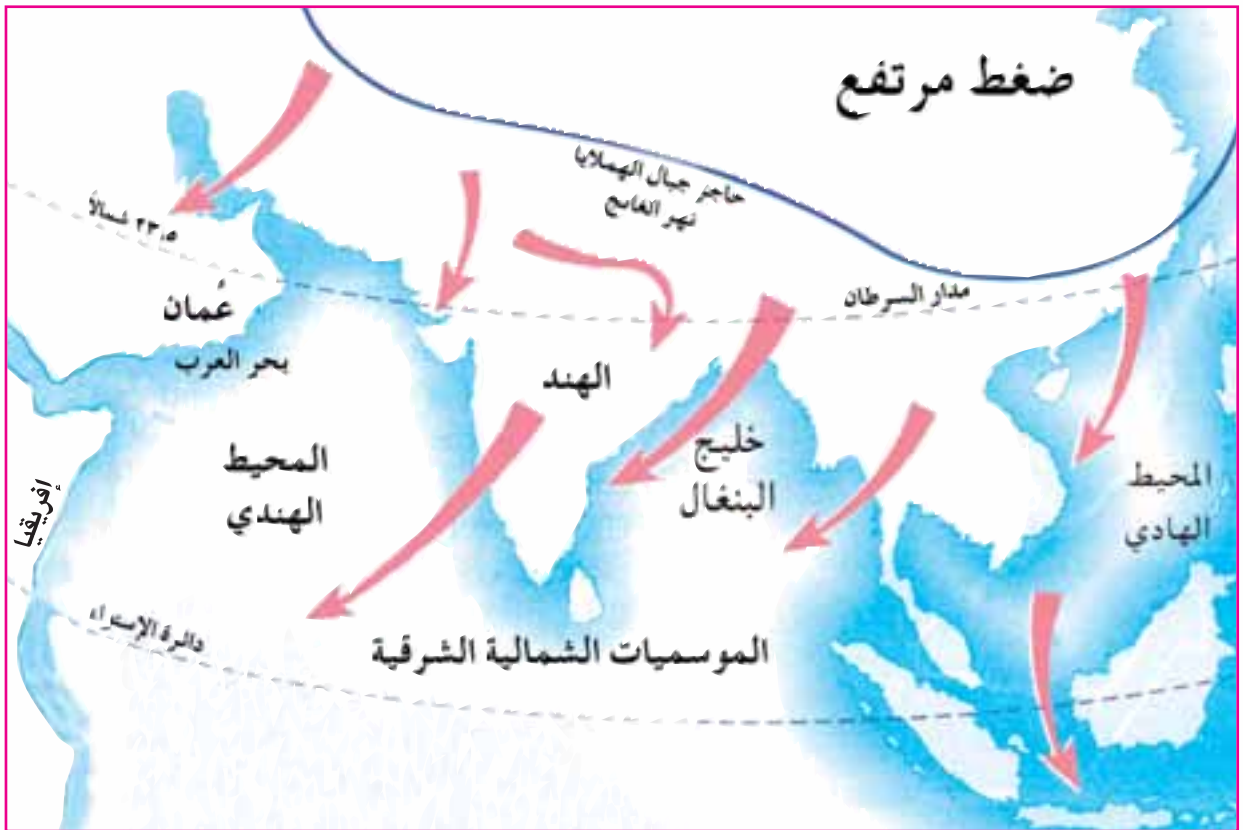 ضغط مرتفع
حاجز جبال الهملايا
نهر الغانج
٢٣,٥ شمالاً
مدار السرطان
عُمان
بحر العرب
الهند
خليج
البنغال
المحيط
الهندي
المحيط
الهادي
إفريقيا
دائرة الإستواء
الموسميات الشمالية الشرقية